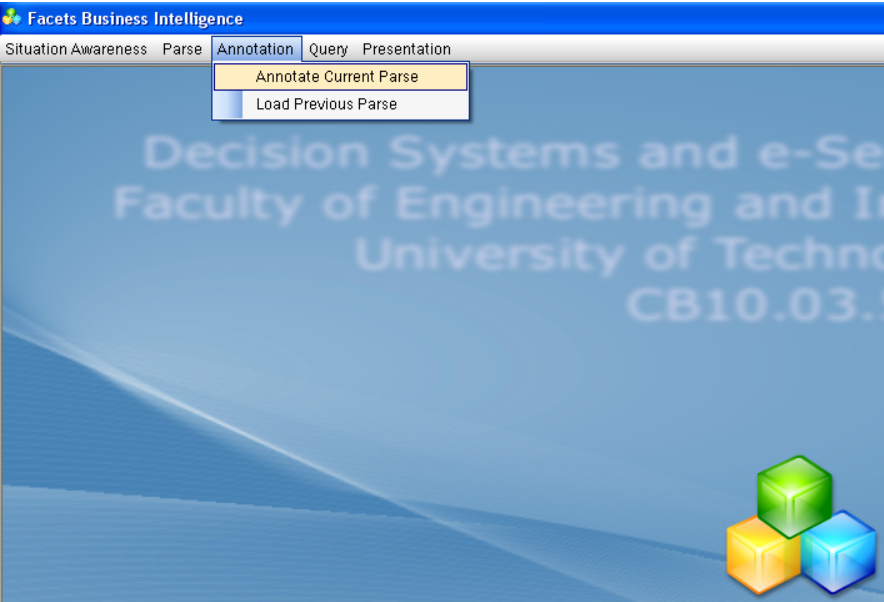 Facets Business Intelligence
Situation Awareness Parse Annotation Query Presentation
Annotate Current Parse
Load Previous Parse
Decision Systems and e-Se
Faculty of Engineering and I
University of Techno
CB10.03.